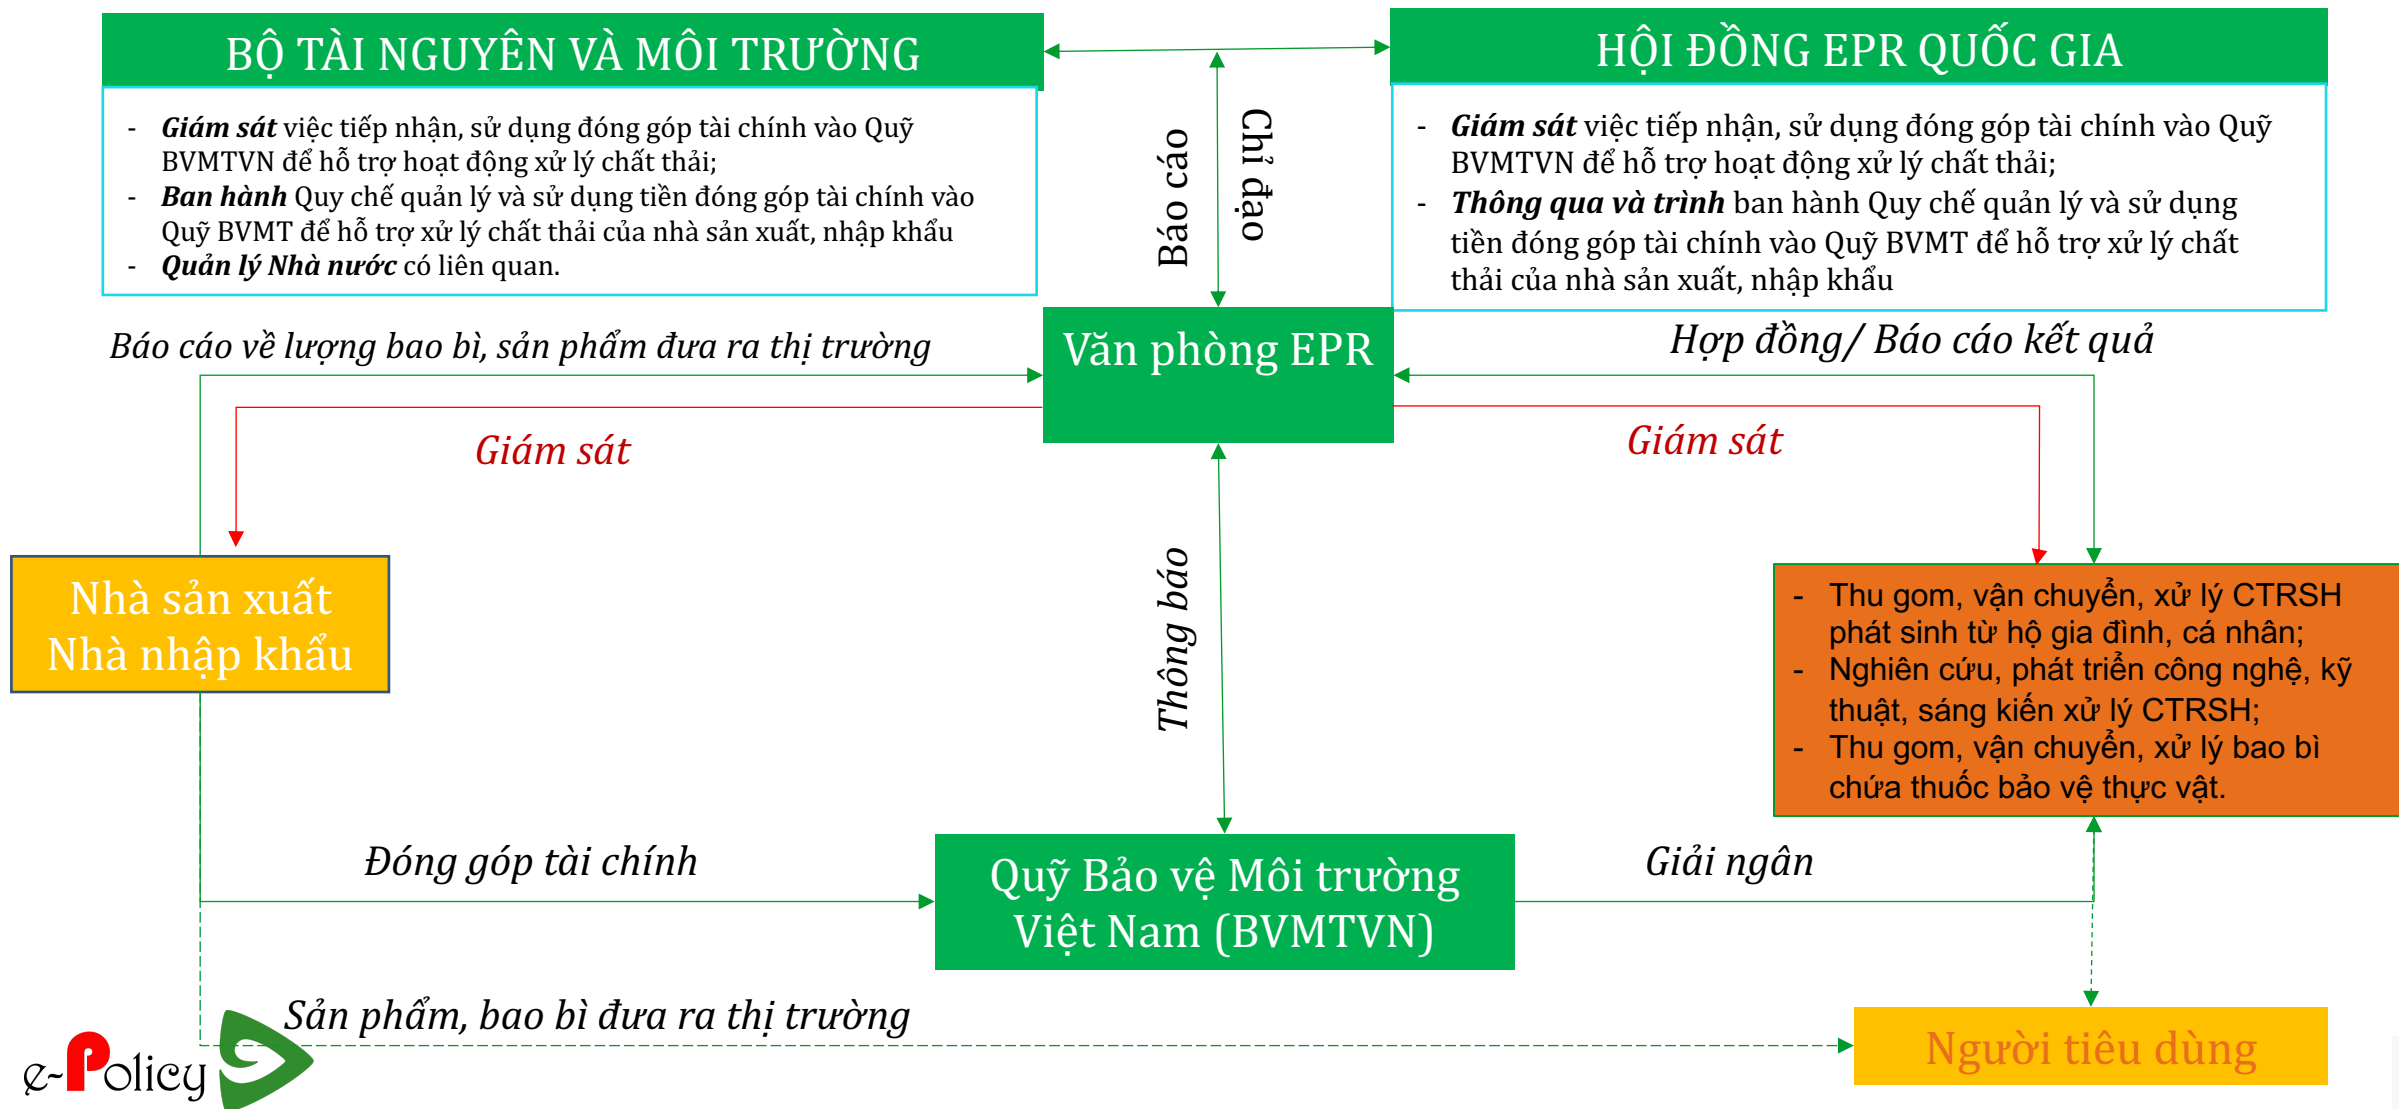 BỘ TÀI NGUYÊN VÀ MÔI TRƯỜNG
- Giám sát việc tiếp nhận, sử dụng đóng góp tài chính vào Quỹ
BVMTVN để hỗ trợ hoạt động xử lý chất thải;
- Ban hành Quy chế quản lý và sử dụng tiền đóng góp tài chính vào
Quỹ BVMT để hỗ trợ xử lý chất thải của nhà sản xuất, nhập khẩu
- Quản lý Nhà nước có liên quan.
Báo cáo
Chỉ đạo
HỘI ĐỒNG EPR QUỐC GIA
- Giám sát việc tiếp nhận, sử dụng đóng góp tài chính vào Quỹ
BVMTVN để hỗ trợ hoạt động xử lý chất thải;
- Thông qua và trình ban hành Quy chế quản lý và sử dụng
tiền đóng góp tài chính vào Quỹ BVMT để hỗ trợ xử lý chất
thải của nhà sản xuất, nhập khẩu
Báo cáo về lượng bao bì, sản phẩm đưa ra thị trường
Văn phòng EPR
Hợp đồng/ Báo cáo kết quả
Giám sát
Giám sát
Nhà sản xuất
Nhà nhập khẩu
Thông báo
- Thu gom, vận chuyển, xử lý CTRSH
phát sinh từ hộ gia đình, cá nhân;
- Nghiên cứu, phát triển công nghệ, kỹ
thuật, sáng kiến xử lý CTRSH;
- Thu gom, vận chuyển, xử lý bao bì
chứa thuốc bảo vệ thực vật.
Đóng góp tài chính
Quỹ Bảo vệ Môi trường
Việt Nam (BVMTVN)
Giải ngân
Sản phẩm, bao bì đưa ra thị trường
Người tiêu dùng
e-Policy